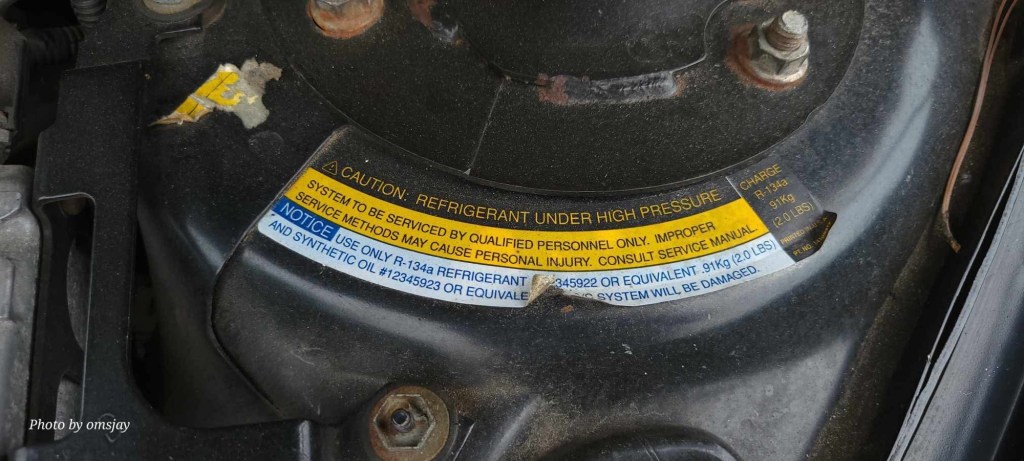 CAUTION: REFRIGERANT UNDER HIGH PRESSURE
SYSTEM TO BE SERVICED BY QUALIFIED PERSONNEL ONLY. IMPROPER
SERVICE METHODS MAY CAUSE PERSONAL INJURY. CONSULT SERVICE MANUAL.
NOTICE USE ONLY R-134a REFRIGERANT 345922 OR EQUIVALENT .91Kg (2.0 LBS)
AND SYNTHETIC OIL #12345923 OR EQUIVALE SYSTEM WILL BE DAMAGED.
CHARGE
R-134a
.91Kg
(2.0 LBS)
Photo by omsjay